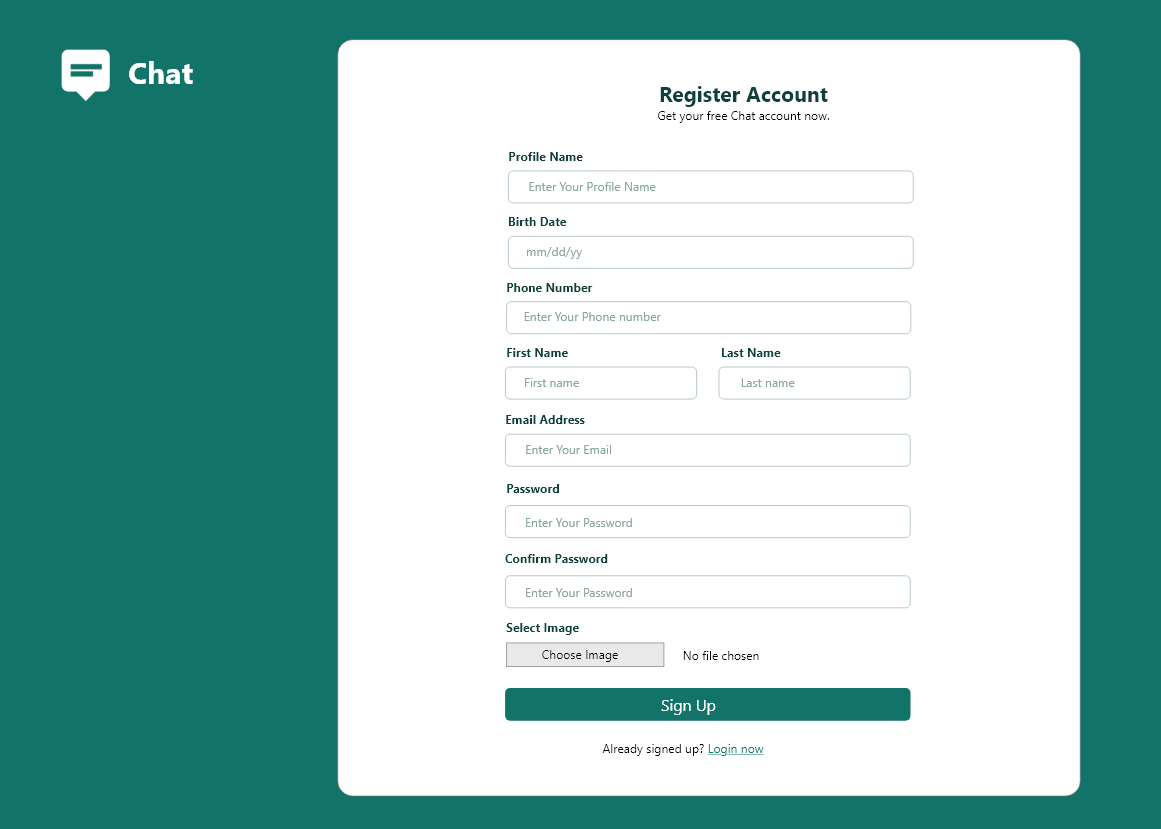 Chat
Register Account
Get your free Chat account now.
Profile Name
Enter Your Profile Name
Birth Date
mm/dd/yy
Phone Number
Enter Your Phone number
First Name Last Name
First name Last name
Email Address
Enter Your Email
Password
Enter Your Password
Confirm Password
Enter Your Password
Select Image
Choose Image No file chosen
Sign Up
Already signed up? Login now